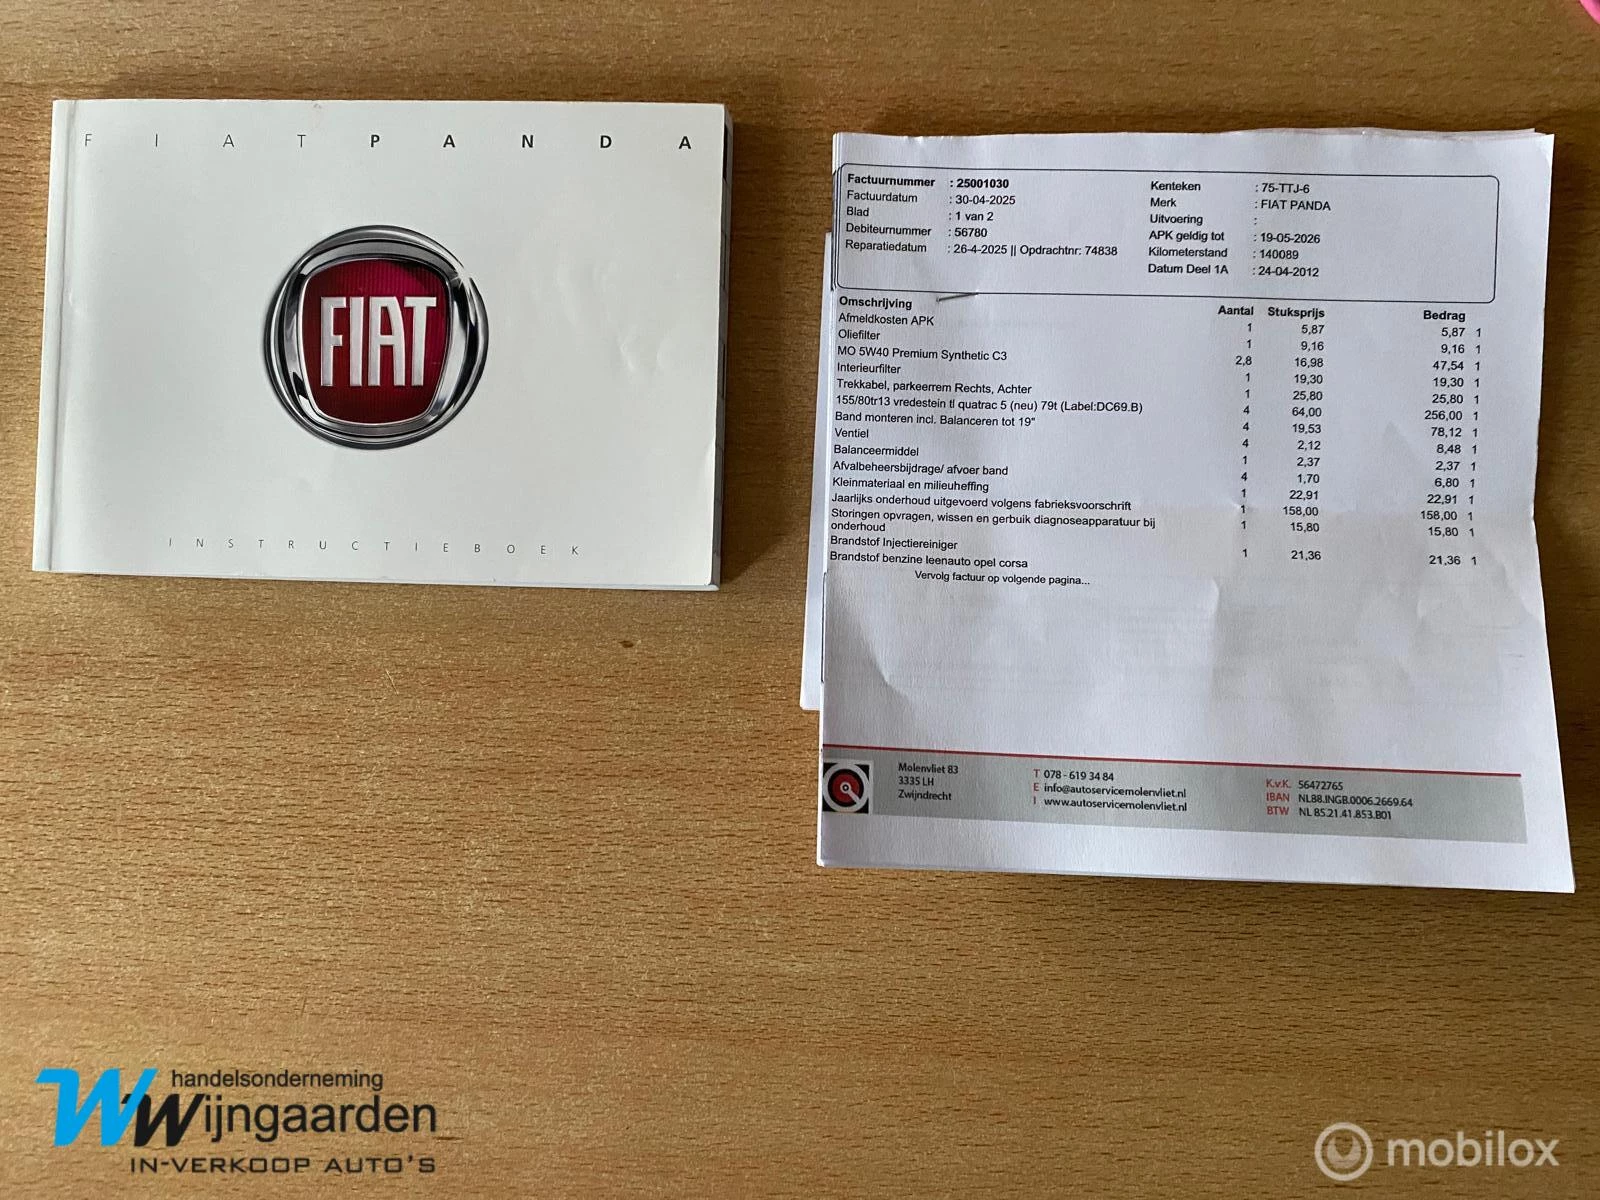 FIAT PANDA
FIAT
INSTRUCTIEBOEK
Factuurnummer : 25001030
Factuurdatum : 30-04-2025
Blad : 1 van 2
Debiteurnummer : 56780
Reparatiedatum : 26-4-2025 || Opdrachtnr: 74838
Kenteken : 75-TTJ-6
Merk : FIAT PANDA
Uitvoering :
APK geldig tot : 19-05-2026
Kilometerstand : 140089
Datum Deel 1A : 24-04-2012
Omschrijving Aantal Stuksprijs Bedrag
Afmeldkosten APK 1 5,87 5,87 1
Oliefilter 1 9,16 9,16 1
MO 5W40 Premium Synthetic C3 2,8 16,98 47,54 1
Interieurfilter 1 19,30 19,30 1
Trekkabel, parkeerrem Rechts, Achter 1 25,80 25,80 1
155/80tr13 vredestein tl quatrac 5 (neu) 79t (Label:DC69.B) 4 64,00 256,00 1
Band monteren incl. Balanceren tot 19" 4 19,53 78,12 1
Ventiel 4 2,12 8,48 1
Balanceermiddel 1 2,37 2,37 1
Afvalbeheersbijdrage/ afvoer band 4 1,70 6,80 1
Kleinmateriaal en milieuheffing 1 22,91 22,91 1
Jaarlijks onderhoud uitgevoerd volgens fabrieksvoorschrift 1 158,00 158,00 1
Storingen opvragen, wissen en gerbuik diagnoseapparatuur bij 1 15,80 15,80 1
onderhoud
Brandstof Injectiereiniger 1 21,36 21,36 1
Brandstof benzine leenauto opel corsa
Vervolg factuur op volgende pagina...
Molenvliet 83
3335 LH
Zwijndrecht
T 078 - 619 34 84
E info@autoservicemolenvliet.nl
I www.autoservicemolenvliet.nl
K.v.K. 56472765
IBAN NL88.INGB.0006.2669.64
BTW NL 85.21.41.853.B01
handelsonderneming
Wijngaarden
IN-VERKOOP AUTO'S
mobilox